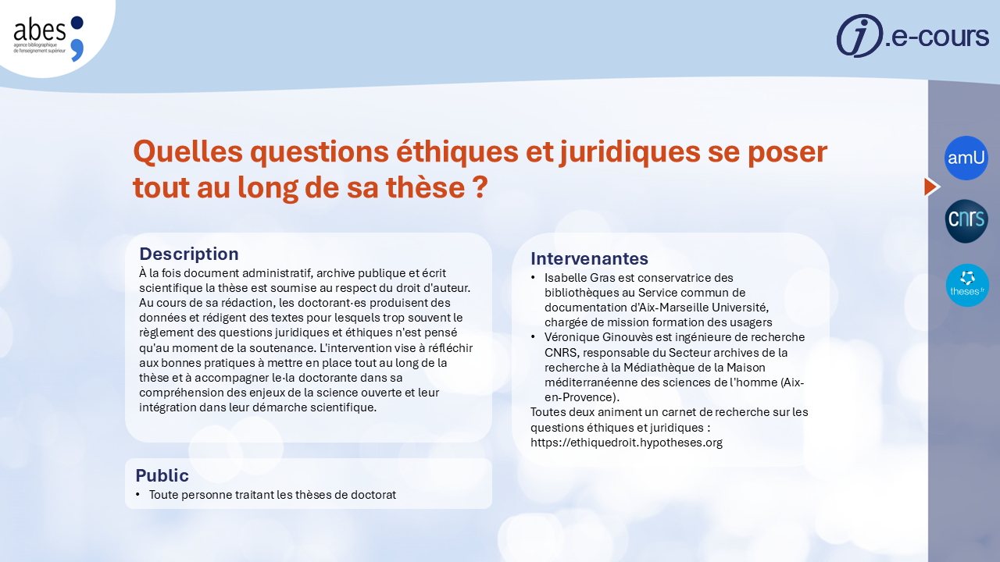 abes
agence bibliographique
de l'enseignement supérieur
j.e-cours
Quelles questions éthiques et juridiques se poser
tout au long de sa thèse ?
Description
À la fois document administratif, archive publique et écrit
scientifique la thèse est soumise au respect du droit d'auteur.
Au cours de sa rédaction, les doctorant·es produisent des
données et rédigent des textes pour lesquels trop souvent le
règlement des questions juridiques et éthiques n'est pensé
qu'au moment de la soutenance. L'intervention vise à réfléchir
aux bonnes pratiques à mettre en place tout au long de la
thèse et à accompagner le·la doctorante dans sa
compréhension des enjeux de la science ouverte et leur
intégration dans leur démarche scientifique.
Public
• Toute personne traitant les thèses de doctorat
Intervenantes
• Isabelle Gras est conservatrice des
bibliothèques au Service commun de
documentation d'Aix-Marseille Université,
chargée de mission formation des usagers
• Véronique Ginouvès est ingénieure de recherche
CNRS, responsable du Secteur archives de la
recherche à la Médiathèque de la Maison
méditerranéenne des sciences de l'homme (Aix-
en-Provence).
Toutes deux animent un carnet de recherche sur les
questions éthiques et juridiques :
https://ethiquedroit.hypotheses.org
amU
cnrs
theses.fr